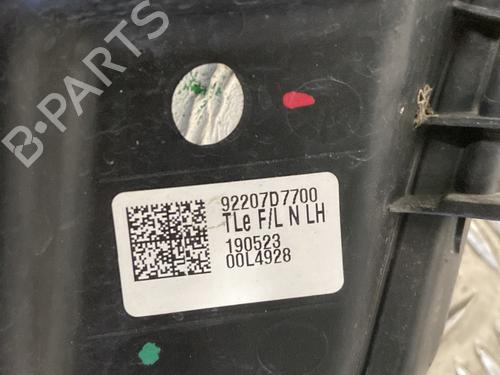 B-PARTS
92207D7700
TLe F/L N LH
190523
00L4928